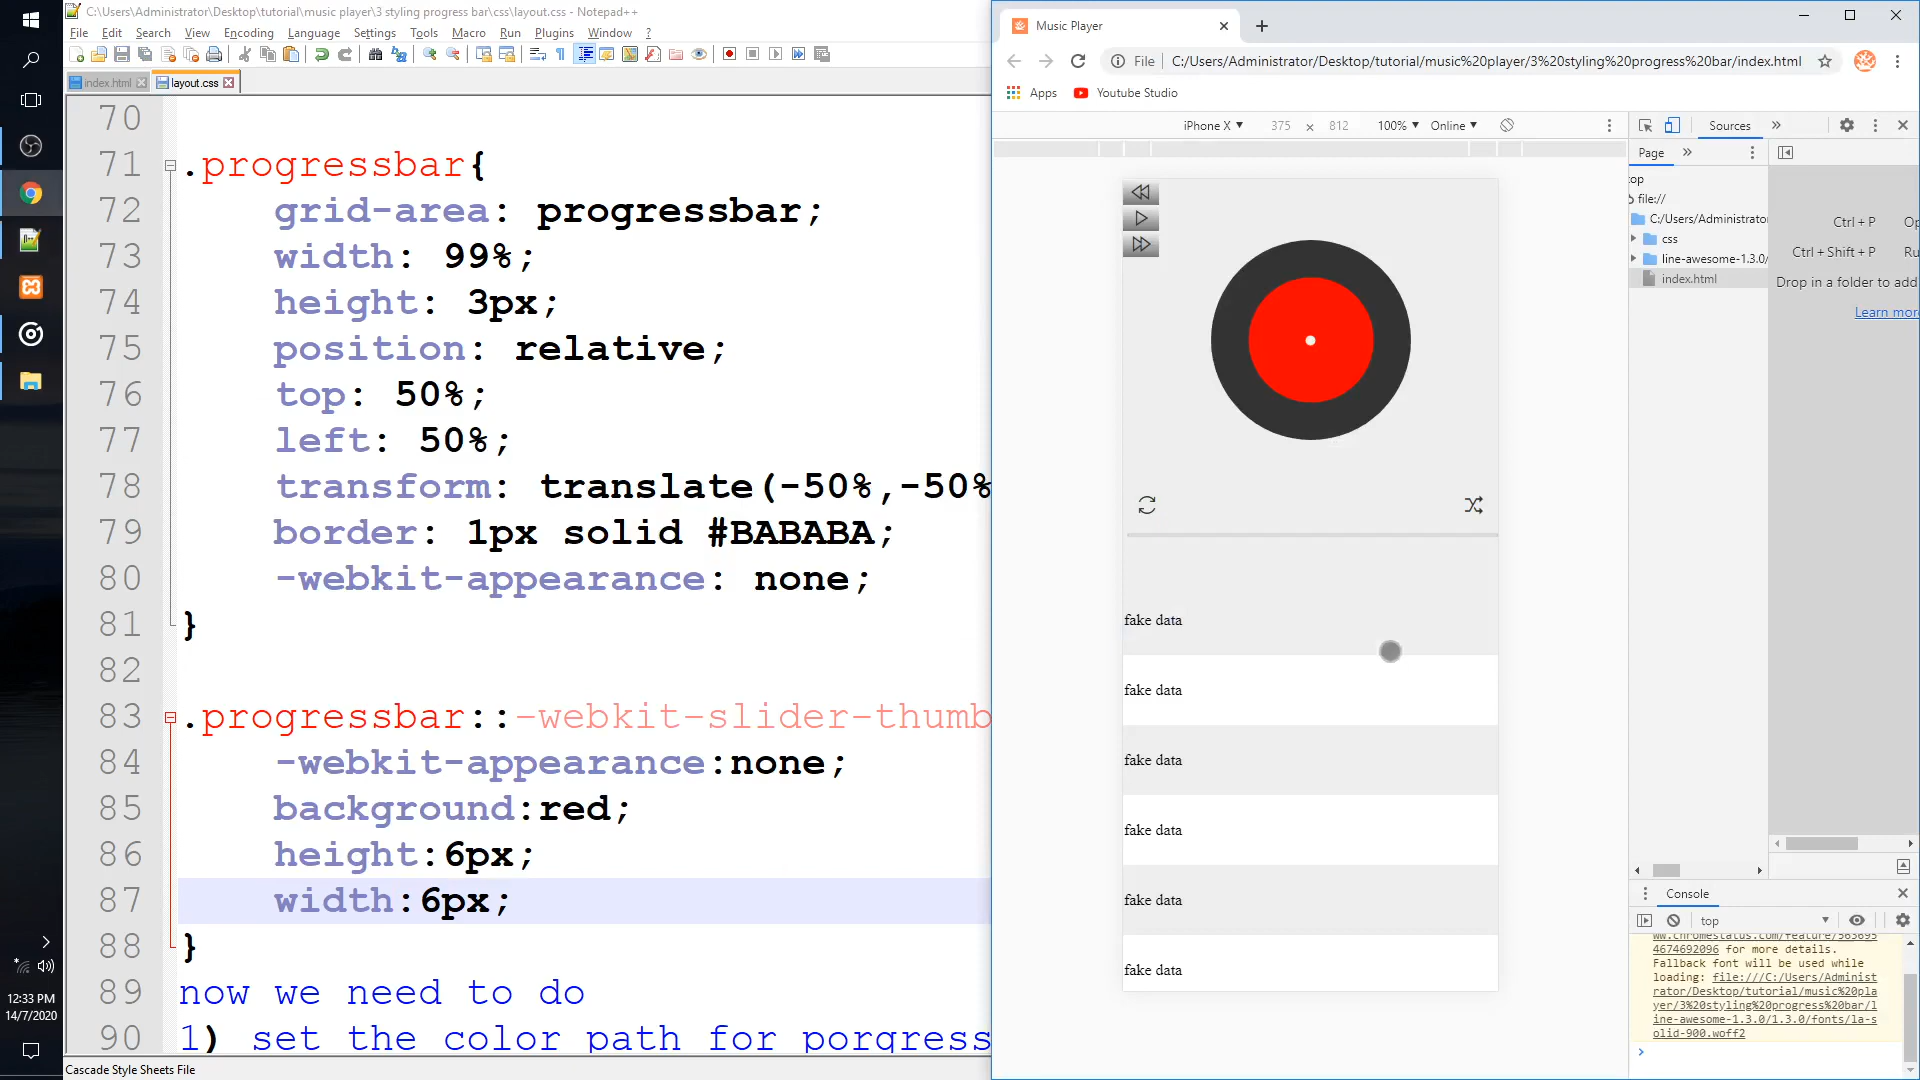 C:\Users\Administrator\Desktop\tutorial\music player\3 styling progress bar\css\layout.css - Notepad++
File Edit Search View Encoding Language Settings Tools Macro Run Plugins Window ?
index.html layout.css
70
71 .progressbar{
72 grid-area: progressbar;
73 width: 99%;
74 height: 3px;
75 position: relative;
76 top: 50%;
77 left: 50%;
78 transform: translate(-50%,-50%
79 border: 1px solid #BABABA;
80 -webkit-appearance: none;
81 }
82
83 .progressbar::-webkit-slider-thumb
84 -webkit-appearance:none;
85 background:red;
86 height:6px;
87 width:6px;
88 }
89 now we need to do
90 1) set the color path for porgress
Cascade Style Sheets File
12:33 PM
14/7/2020
Music Player
File C:/Users/Administrator/Desktop/tutorial/music%20player/3%20styling%20progress%20bar/index.html
Apps Youtube Studio
iPhone X 375 x 812 100% Online
fake data
fake data
fake data
fake data
fake data
fake data
Sources
Page
top
file://
C:/Users/Administrator
css
line-awesome-1.3.0/
index.html
Ctrl + P Op
Ctrl + Shift + P Ru
Drop in a folder to add
Learn more
Console
top
ww.chromestatus.com/feature/563693
4674692096 for more details.
Fallback font will be used while
loading: file:///C:/Users/Administ
rator/Desktop/tutorial/music%20pla
yer/3%20styling%20progress%20bar/l
ine-awesome-1.3.0/1.3.0/fonts/la-s
olid-900.woff2